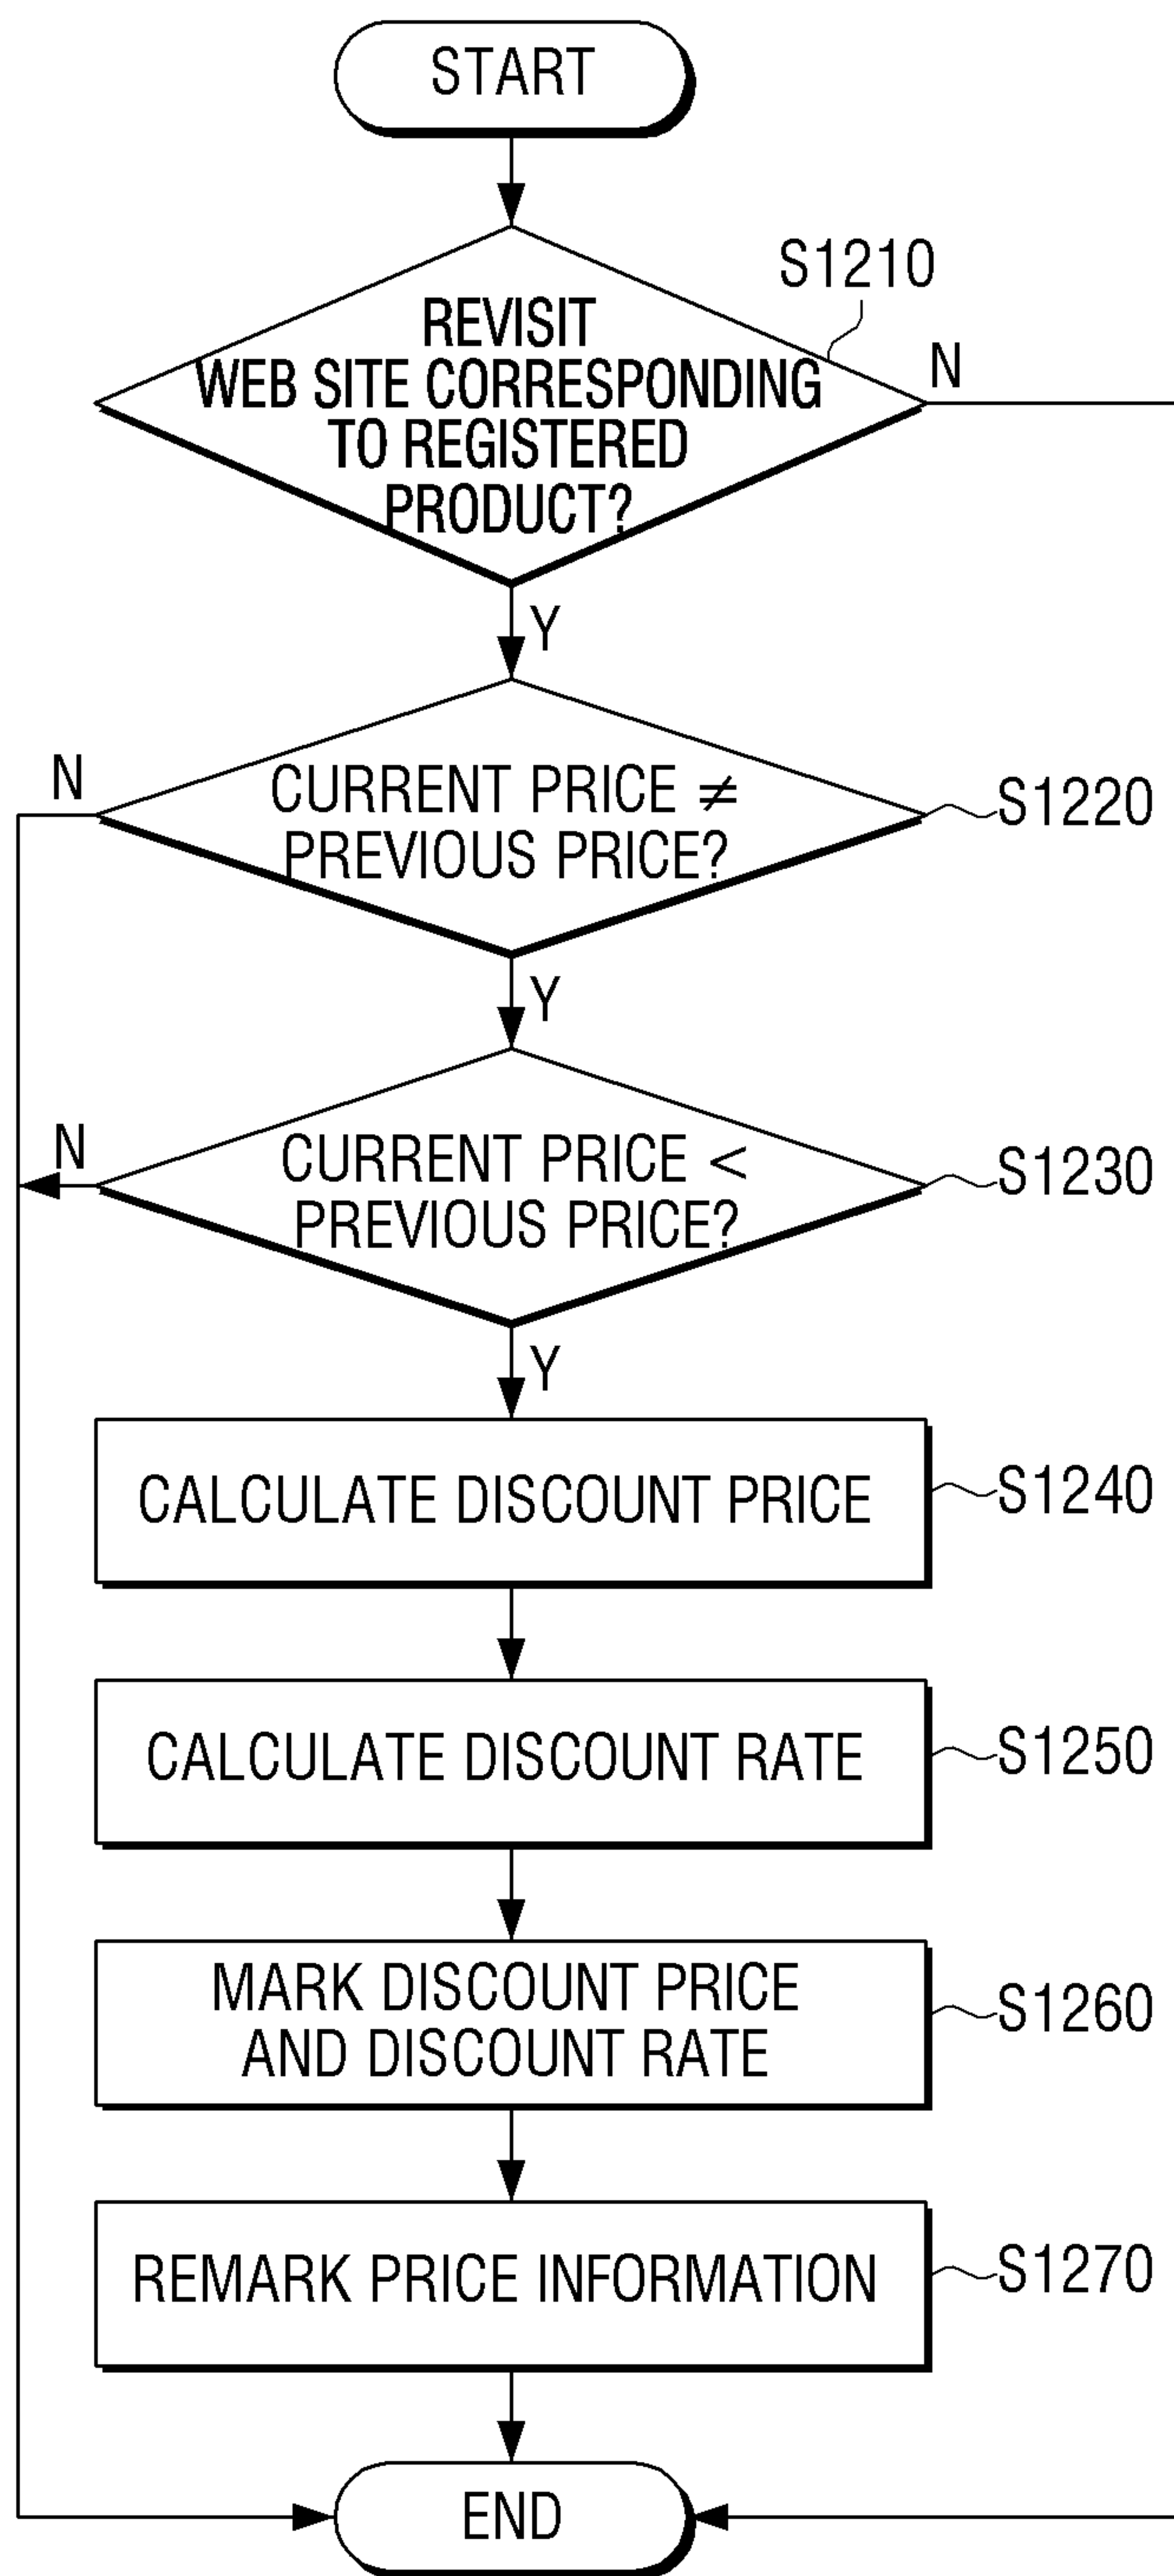 START
S1210
REVISIT
WEB SITE CORRESPONDING
TO REGISTERED
PRODUCT?
N
Y
N
CURRENT PRICE ≠
PREVIOUS PRICE?
S1220
Y
N
CURRENT PRICE <
PREVIOUS PRICE?
S1230
Y
CALCULATE DISCOUNT PRICE
S1240
CALCULATE DISCOUNT RATE
S1250
MARK DISCOUNT PRICE
AND DISCOUNT RATE
S1260
REMARK PRICE INFORMATION
S1270
END